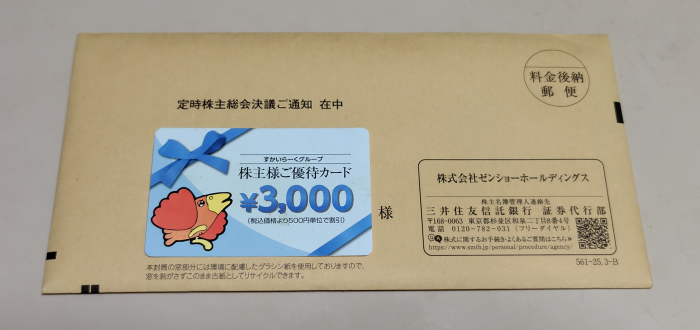 料金後納
郵便
定時株主総会決議ご通知 在中
すかいらーくグループ
株主様ご優待カード
¥3,000
(税込価格より500円単位で割引)
様
株式会社ゼンショーホールディングス
株主名簿管理人連絡先
三井住友信託銀行 証券代行部
〒168-0063 東京都杉並区和泉二丁目8番4号
電話 0120-782-031 (フリーダイヤル)
株式に関するお手続き・よくあるご質問はこちら
https://www.smtb.jp/personal/procedure/agency/
本封筒の窓部分には環境に配慮したグラシン紙を使用しておりますので、
窓を剥がさずこのまま古紙としてリサイクルできます。
561-25.3-B